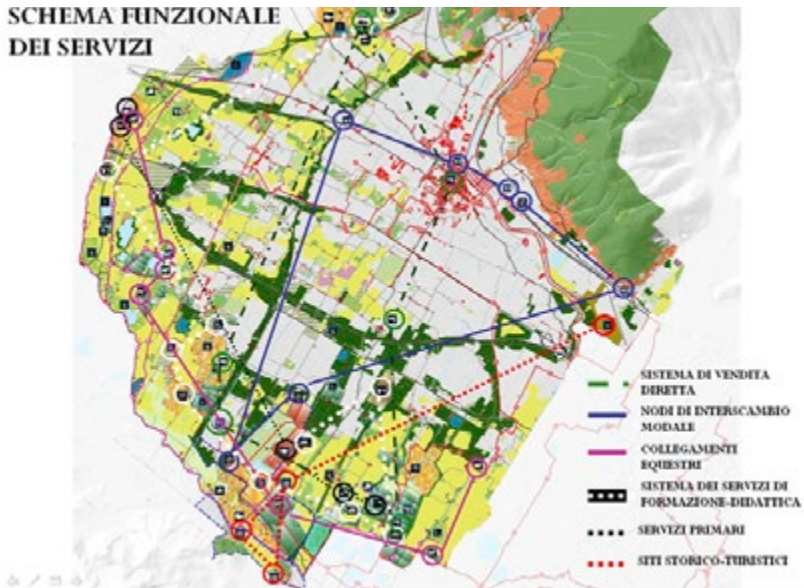 SCHEMA FUNZIONALE
DEI SERVIZI
SISTEMA DI VENDITA
DIRETTA
NODI DI INTERSCAMBIO
MODALE
COLLEGAMENTI
EQUESTRI
SISTEMA DEI SERVIZI DI
FORMAZIONE-DIDATTICA
SERVIZI PRIMARI
SITI STORICO-TURISTICI